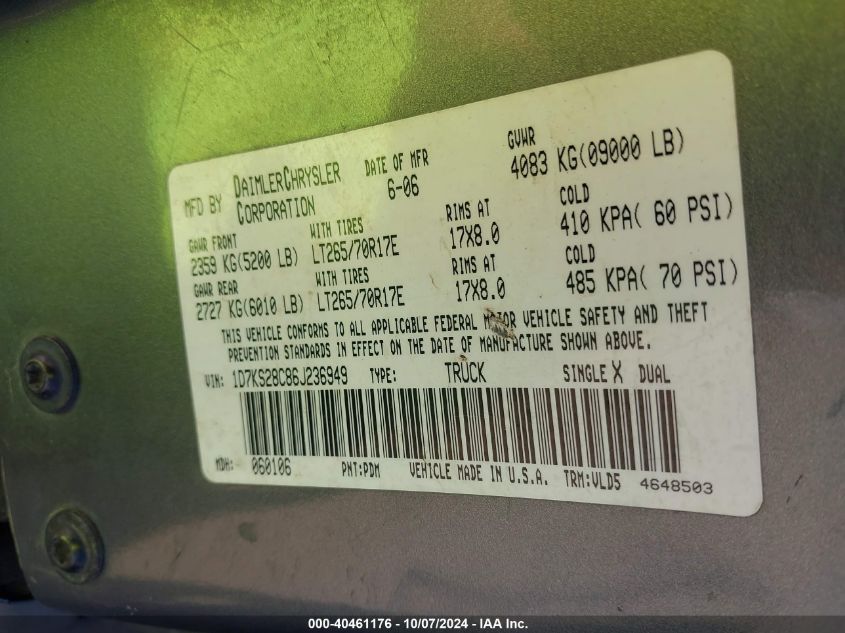 MFD BY DAIMLERCHRYSLER CORPORATION DATE OF MFR 6-06 GVWR 4083 KG(09000 LB)
GAWR FRONT WITH TIRES RIMS AT COLD
2359 KG(5200 LB) LT265/70R17E 17X8.0 410 KPA( 60 PSI)
GAWR REAR WITH TIRES RIMS AT COLD
2727 KG(6010 LB) LT265/70R17E 17X8.0 485 KPA( 70 PSI)
THIS VEHICLE CONFORMS TO ALL APPLICABLE FEDERAL MOTOR VEHICLE SAFETY AND THEFT
PREVENTION STANDARDS IN EFFECT ON THE DATE OF MANUFACTURE SHOWN ABOVE.
VIN: 1D7KS28C86J236949 TYPE: TRUCK SINGLE X DUAL
MDH: 060106 PNT:PDM VEHICLE MADE IN U.S.A. TRM:VLD5 4648503
000-40461176 - 10/07/2024 - IAA Inc.